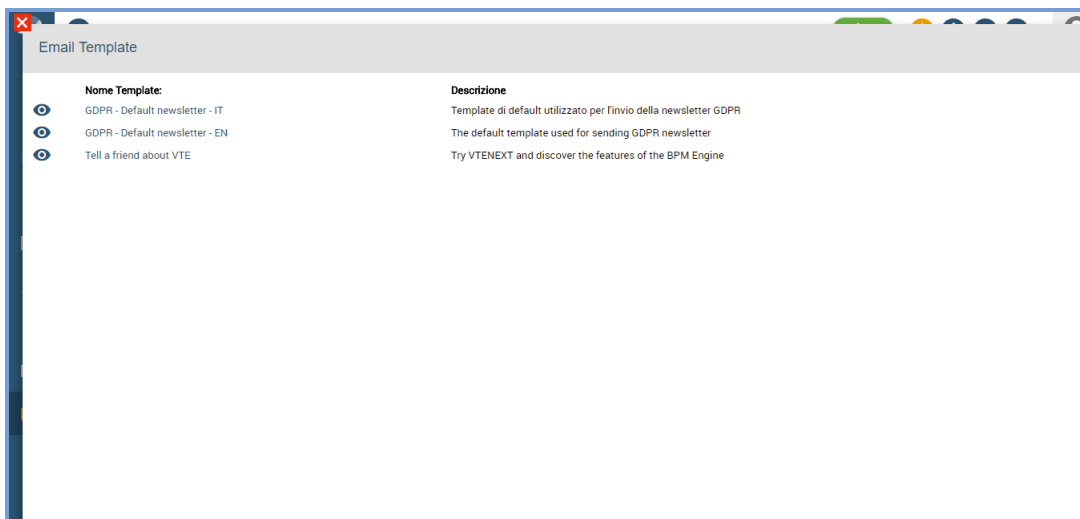 Email Template
Nome Template: Descrizione
GDPR - Default newsletter - IT Template di default utilizzato per l'invio della newsletter GDPR
GDPR - Default newsletter - EN The default template used for sending GDPR newsletter
Tell a friend about VTE Try VTENEXT and discover the features of the BPM Engine